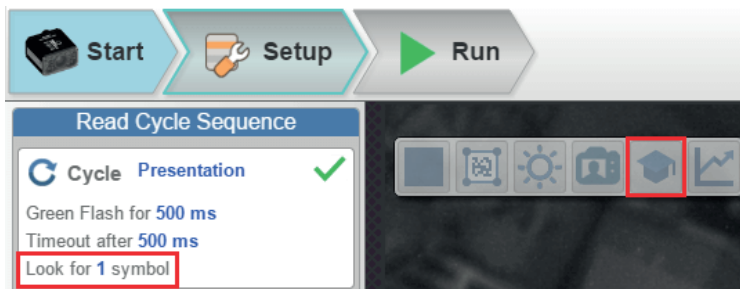 Start
Setup
Run
Read Cycle Sequence
Cycle Presentation
Green Flash for 500 ms
Timeout after 500 ms
Look for 1 symbol